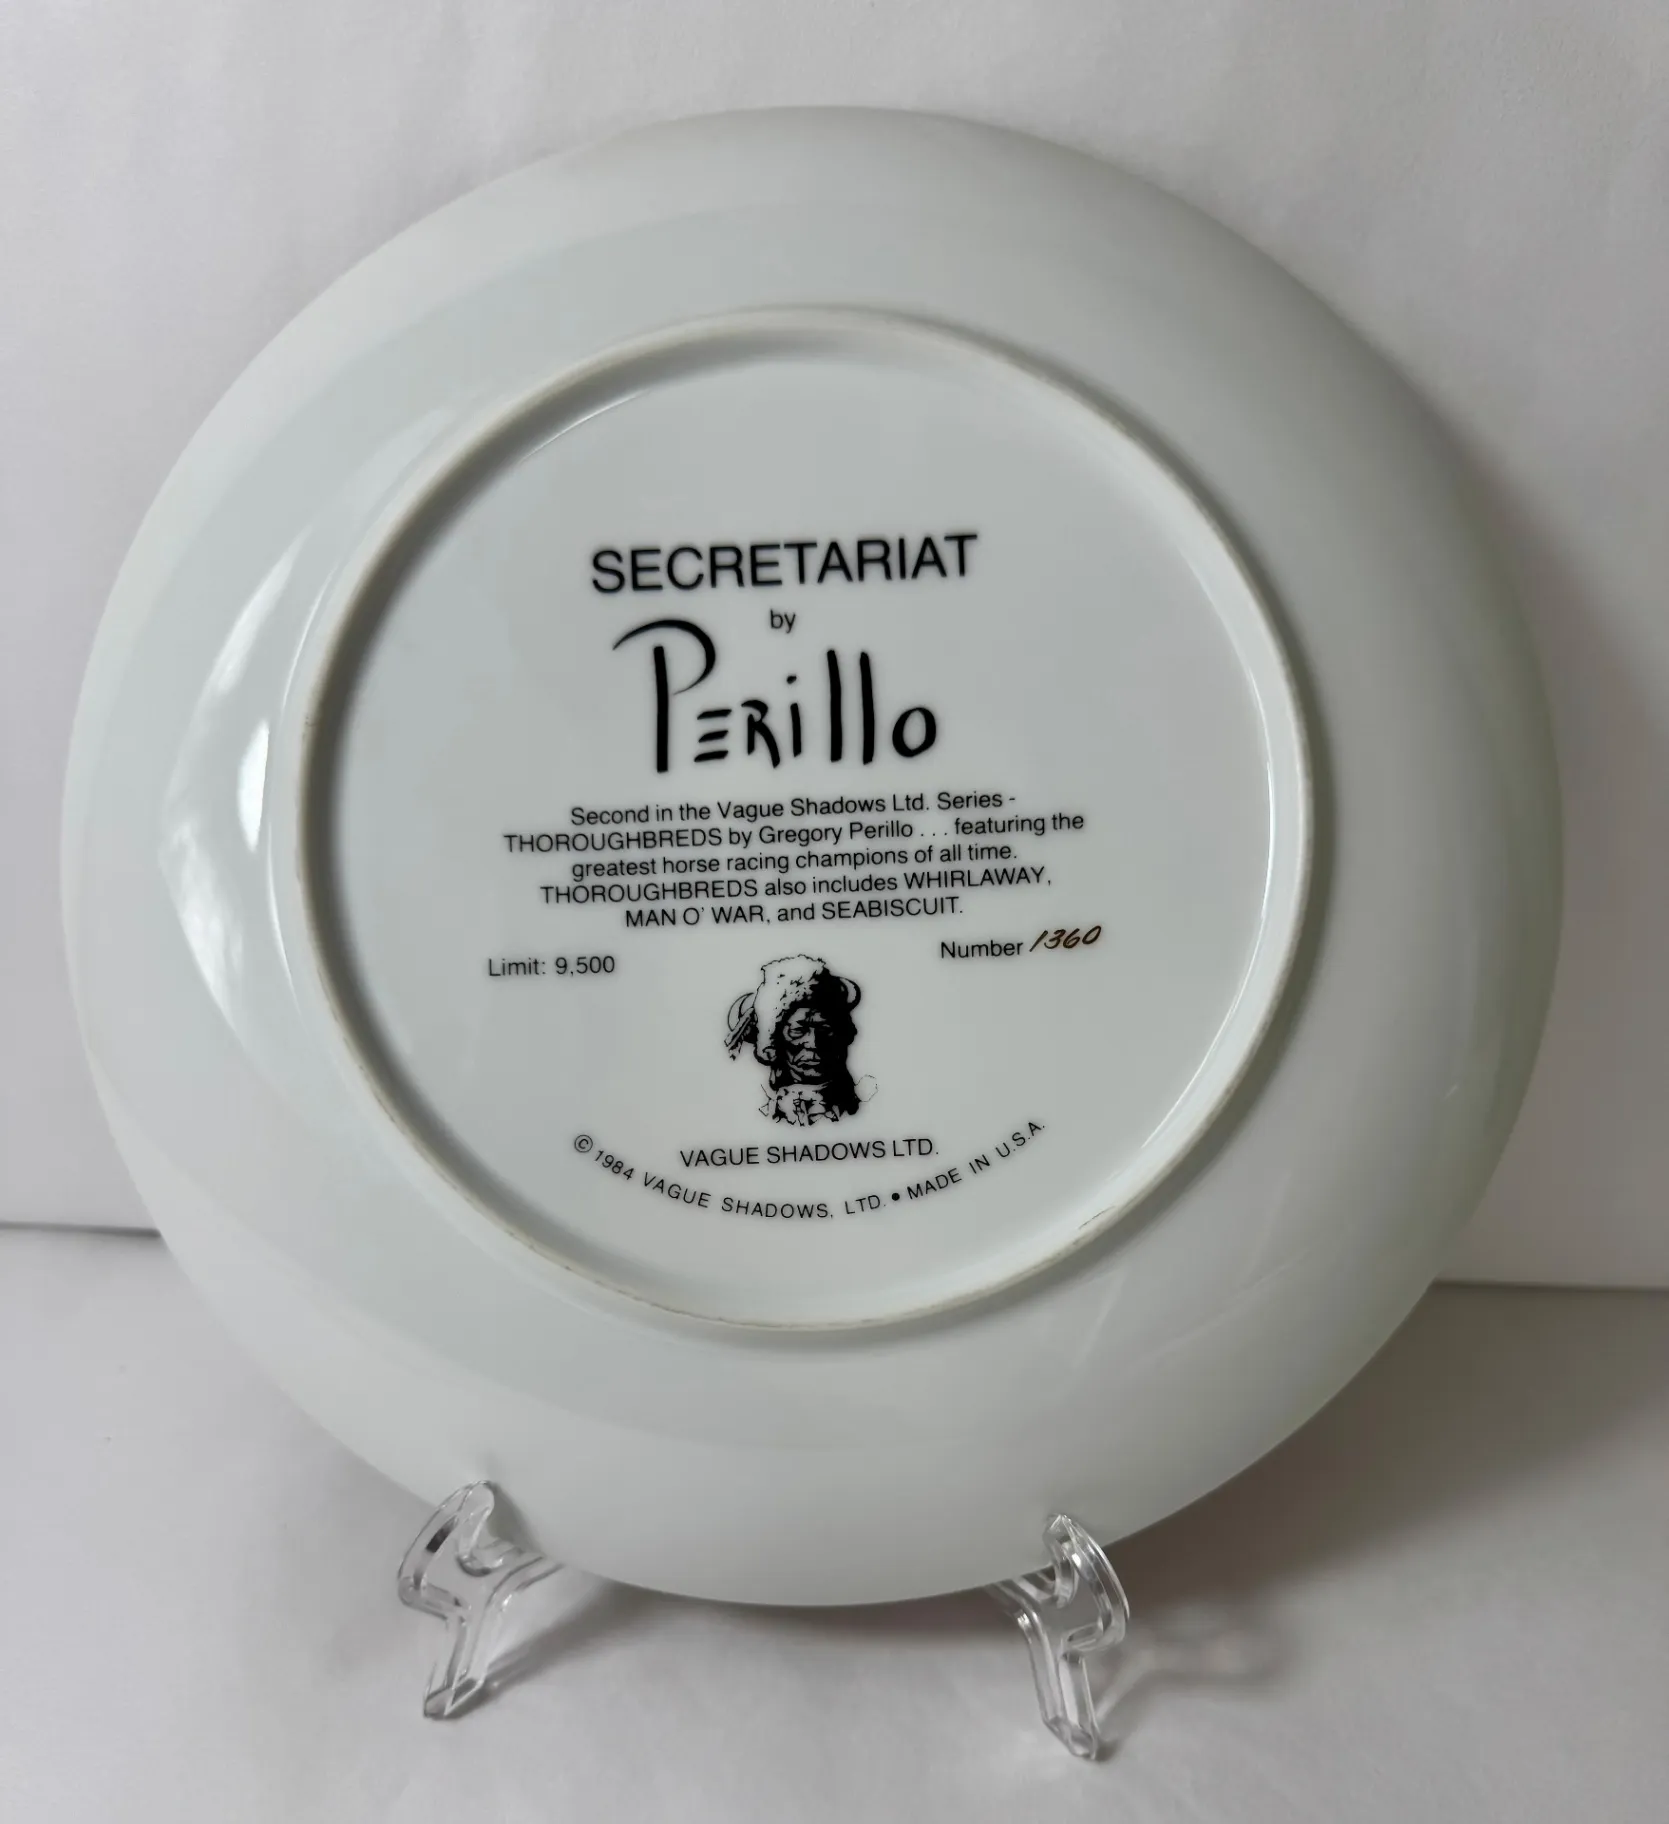 SECRETARIAT
by
PERillo
Second in the Vague Shadows Ltd. Series -
THOROUGHBREDS by Gregory Perillo . . . featuring the
greatest horse racing champions of all time.
THOROUGHBREDS also includes WHIRLAWAY,
MAN O' WAR, and SEABISCUIT.
Limit: 9,500
Number 1360
VAGUE SHADOWS LTD.
© 1984 VAGUE SHADOWS, LTD. • MADE IN U.S.A.